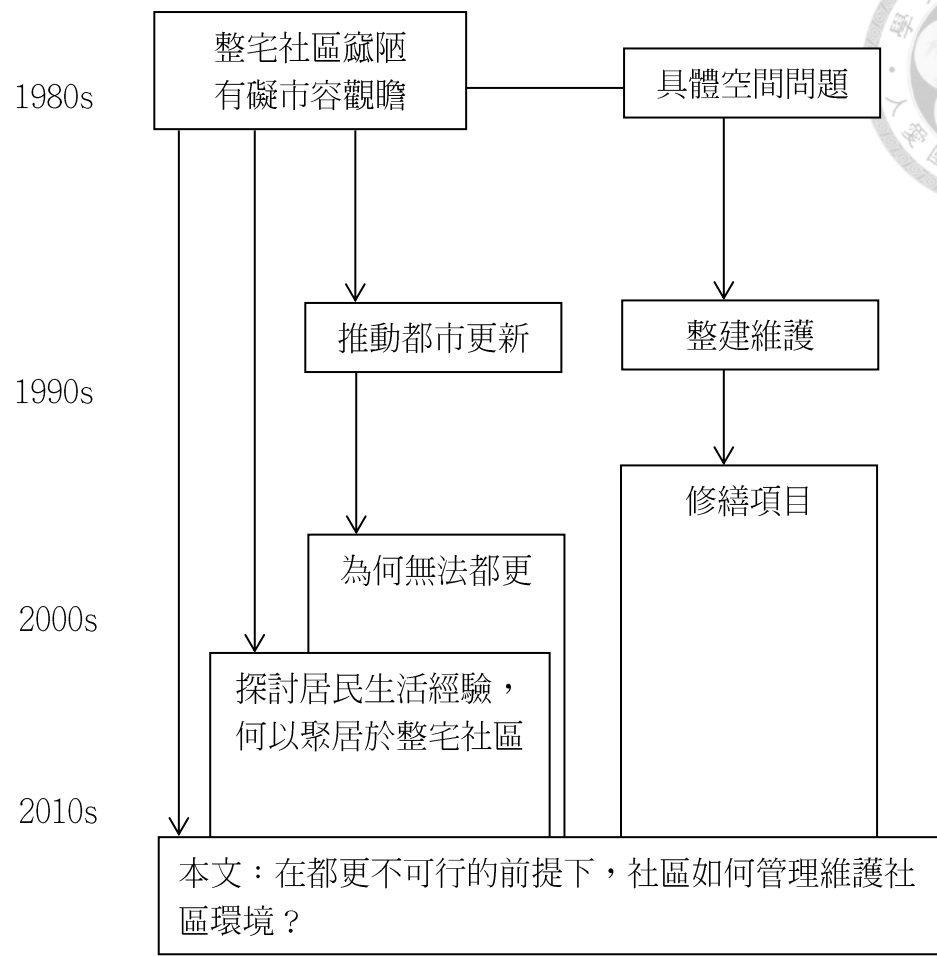 整宅社區窳陋
有礙市容觀瞻
1980s
具體空間問題
推動都市更新
整建維護
1990s
修繕項目
為何無法都更
2000s
探討居民生活經驗，
何以聚居於整宅社區
2010s
本文：在都更不可行的前提下，社區如何管理維護社
區環境？